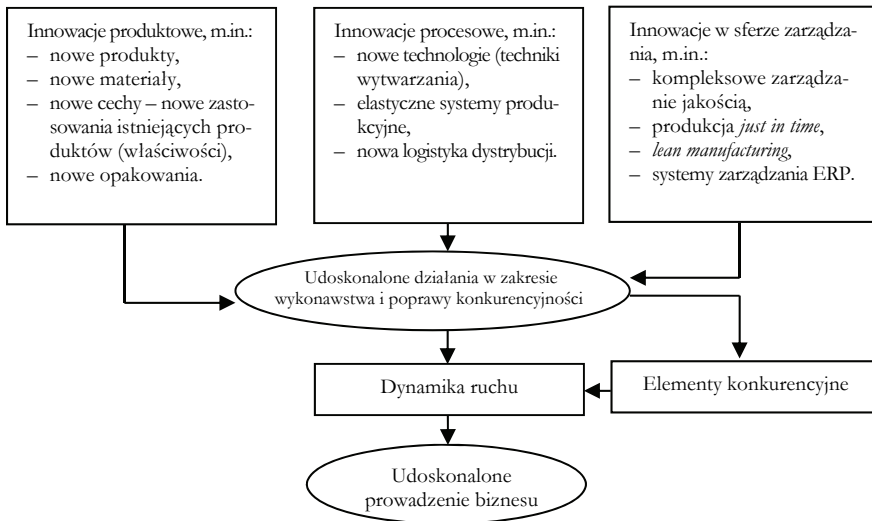 Innowacje produktowe, m.in.:
– nowe produkty,
– nowe materiały,
– nowe cechy – nowe zasto-
sowania istniejących pro-
duktów (właściwości),
– nowe opakowania.
Innowacje procesowe, m.in.:
– nowe technologie (techniki
wytwarzania),
– elastyczne systemy produ-
kcyjne,
– nowa logistyka dystrybucji.
Innowacje w sferze zarządza-
nia, m.in.:
– kompleksowe zarządza-
nie jakością,
– produkcja just in time,
– lean manufacturing,
– systemy zarządzania ERP.
Udoskonalone działania w zakresie
wykonawstwa i poprawy konkurencyjności
Dynamika ruchu
Elementy konkurencyjne
Udoskonalone
prowadzenie biznesu